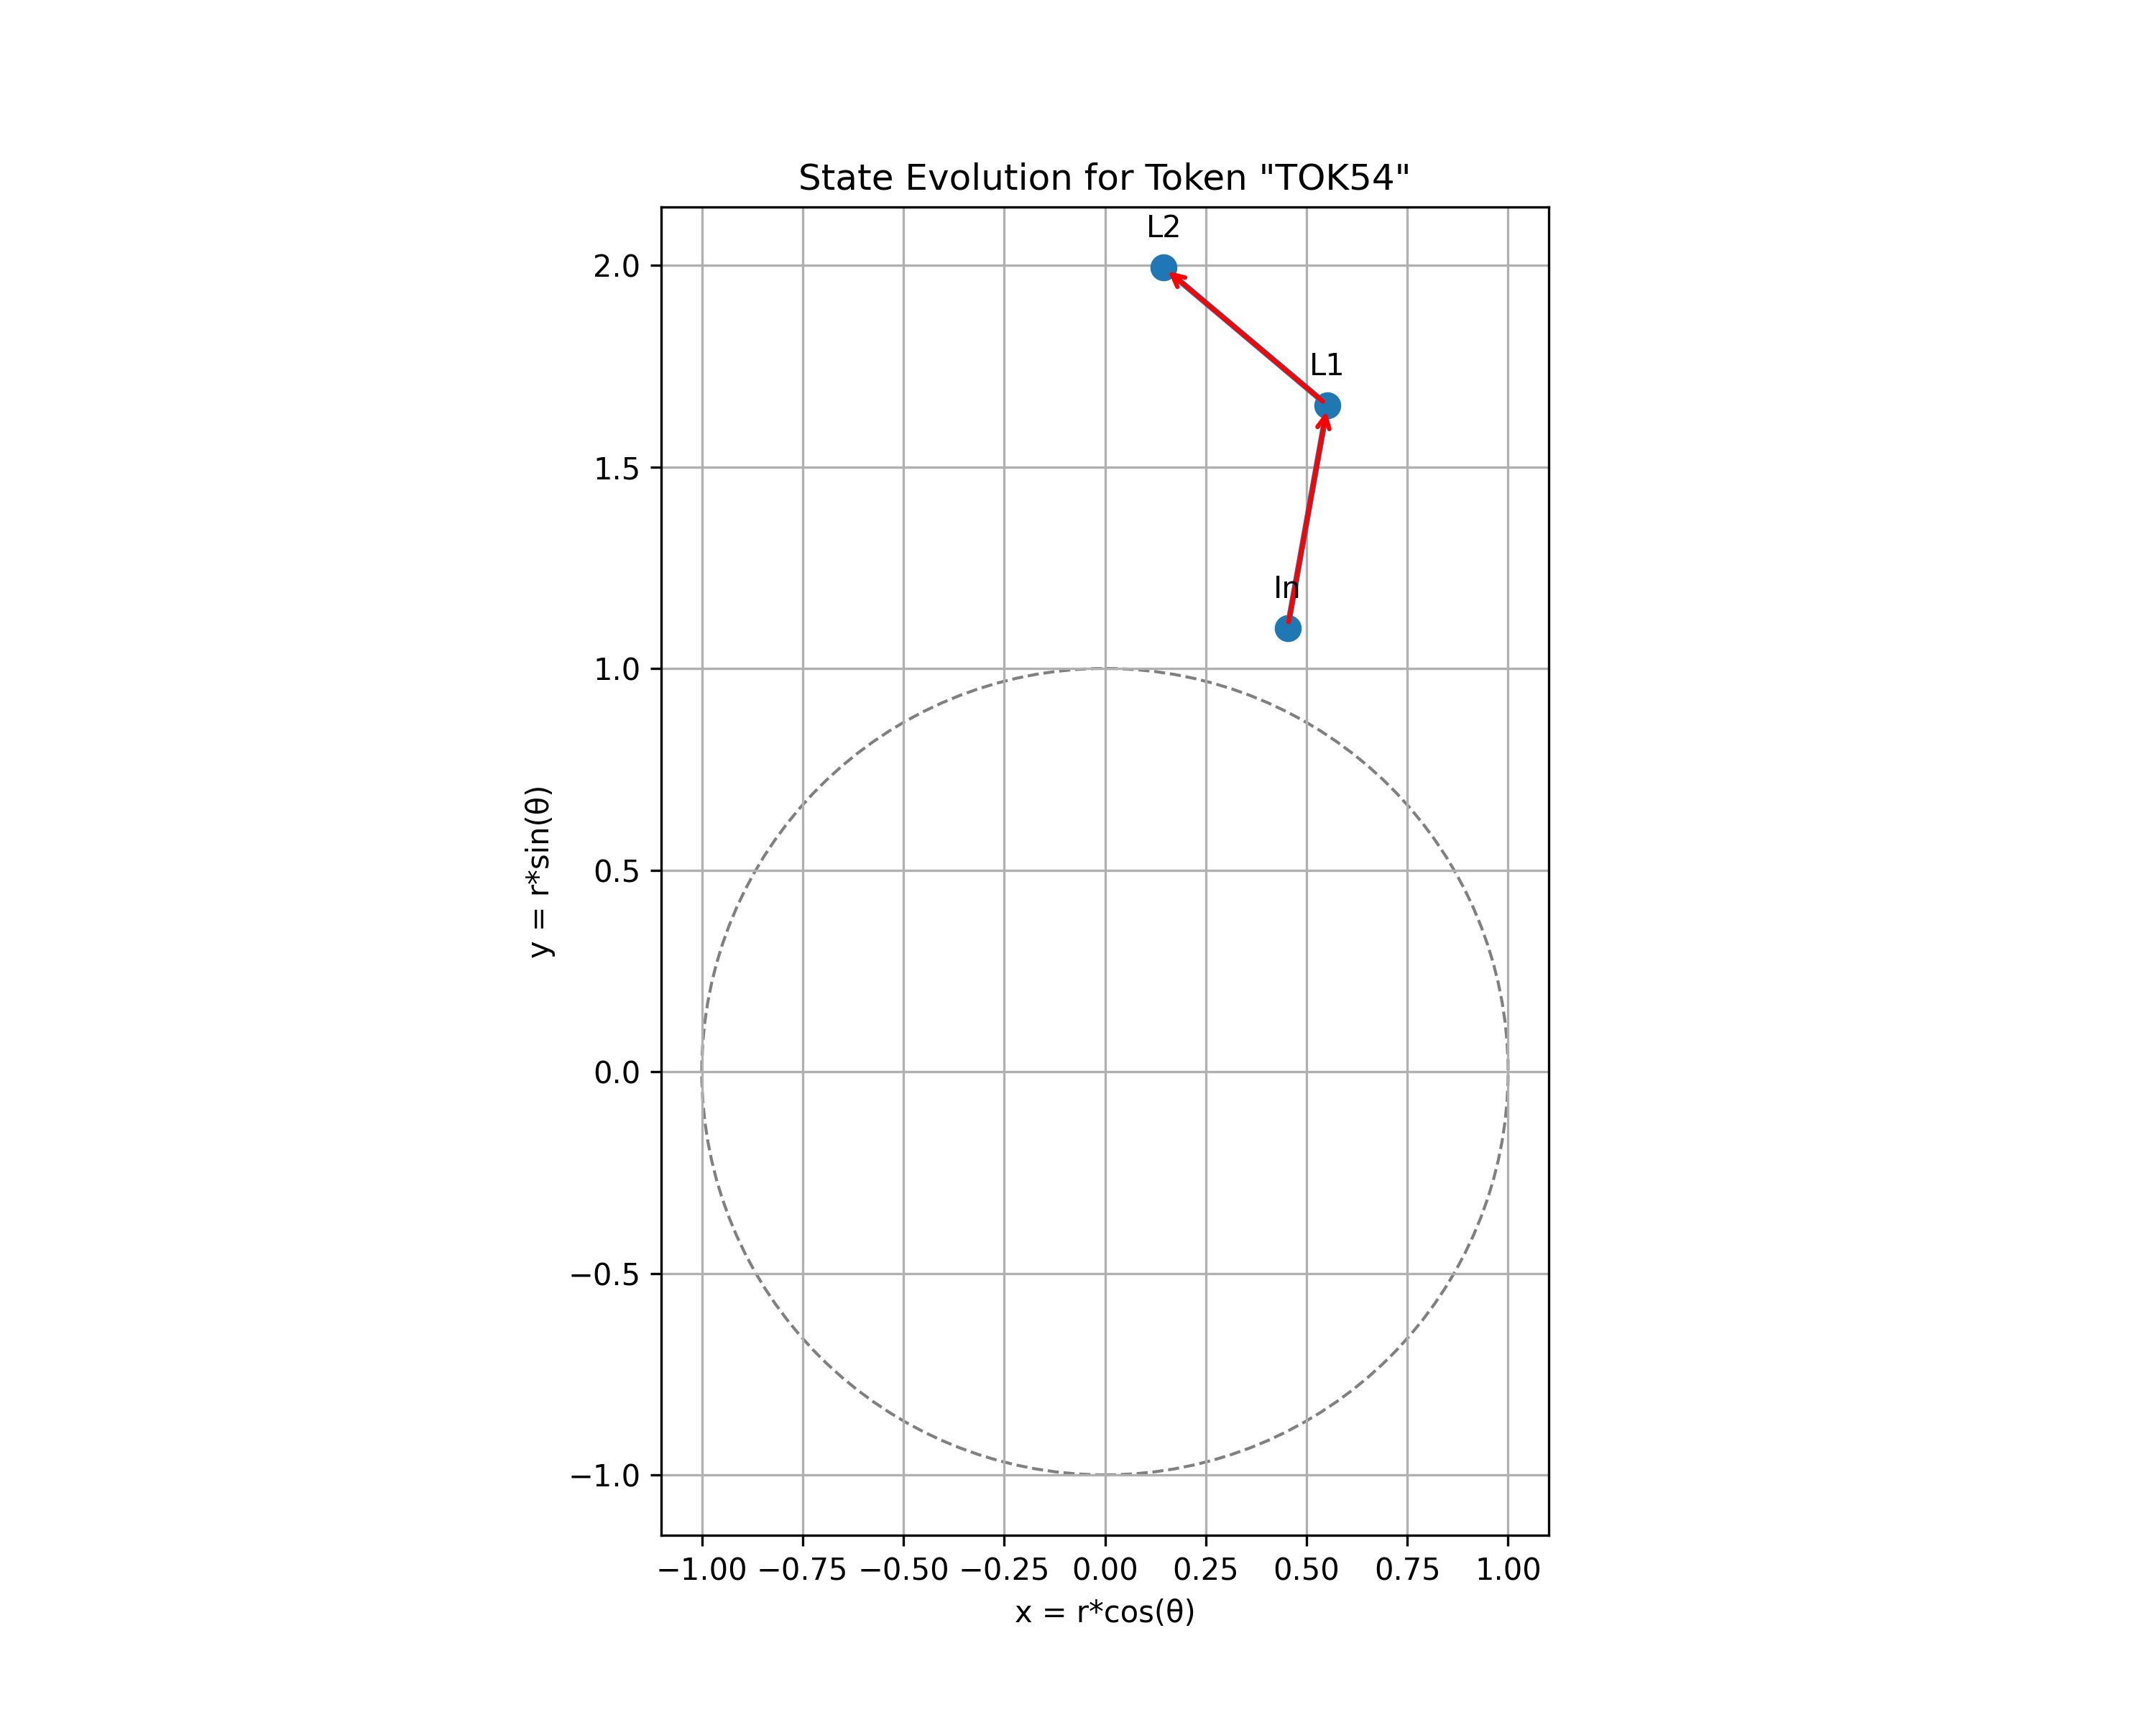 State Evolution for Token "TOK54"
L2
2.0
L1
1.5
In
1.0
y = r*sin(θ)
0.5
0.0
−0.5
−1.0
−1.00 −0.75 −0.50 −0.25 0.00 0.25 0.50 0.75 1.00
x = r*cos(θ)